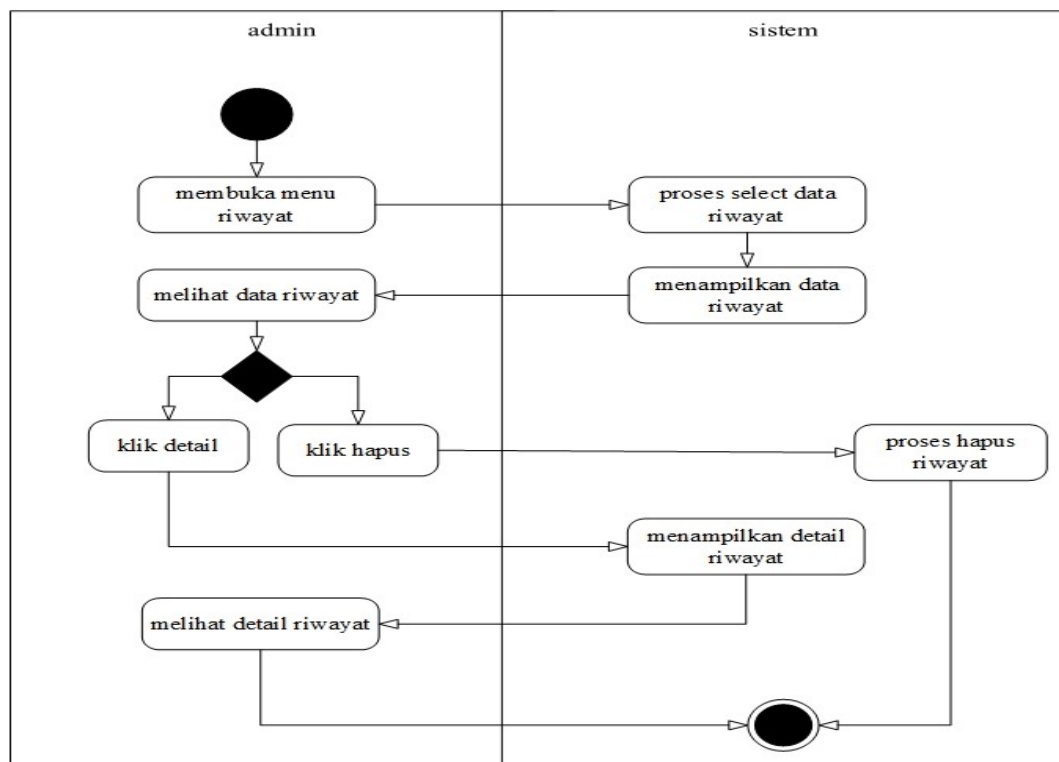 admin
sistem
membuka menu
riwayat
proses select data
riwayat
melihat data riwayat
menampilkan data
riwayat
klik detail
klik hapus
proses hapus
riwayat
menampilkan detail
riwayat
melihat detail riwayat